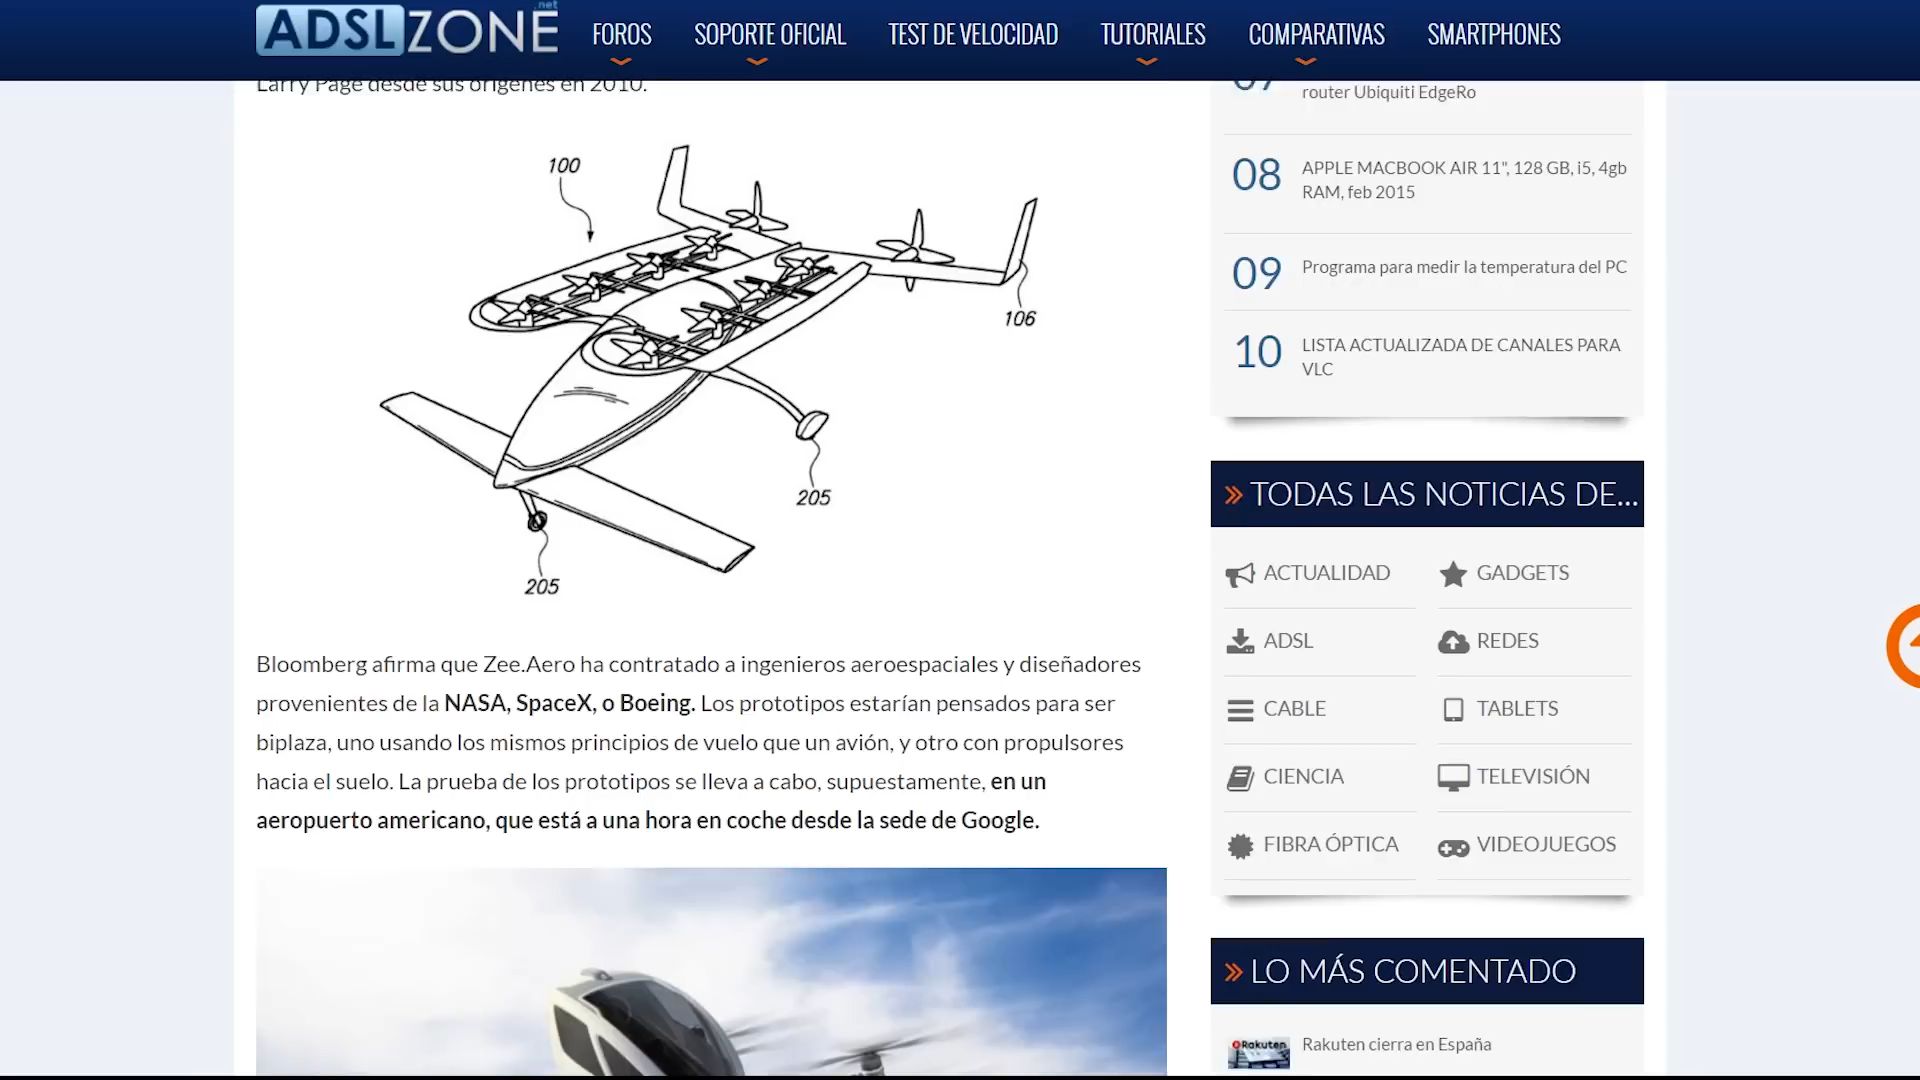 ADSLZONE
.net
FOROS
SOPORTE OFICIAL
TEST DE VELOCIDAD
TUTORIALES
COMPARATIVAS
SMARTPHONES
Larry Page desde sus orígenes en 2010.
100
106
205
205
Bloomberg afirma que Zee.Aero ha contratado a ingenieros aeroespaciales y diseñadores
provenientes de la NASA, SpaceX, o Boeing. Los prototipos estarían pensados para ser
biplaza, uno usando los mismos principios de vuelo que un avión, y otro con propulsores
hacia el suelo. La prueba de los prototipos se lleva a cabo, supuestamente, en un
aeropuerto americano, que está a una hora en coche desde la sede de Google.
07
router Ubiquiti EdgeRo
08
APPLE MACBOOK AIR 11", 128 GB, i5, 4gb
RAM, feb 2015
09
Programa para medir la temperatura del PC
10
LISTA ACTUALIZADA DE CANALES PARA
VLC
TODAS LAS NOTICIAS DE...
ACTUALIDAD
GADGETS
ADSL
REDES
CABLE
TABLETS
CIENCIA
TELEVISIÓN
FIBRA ÓPTICA
VIDEOJUEGOS
LO MÁS COMENTADO
Rakuten
Rakuten cierra en España